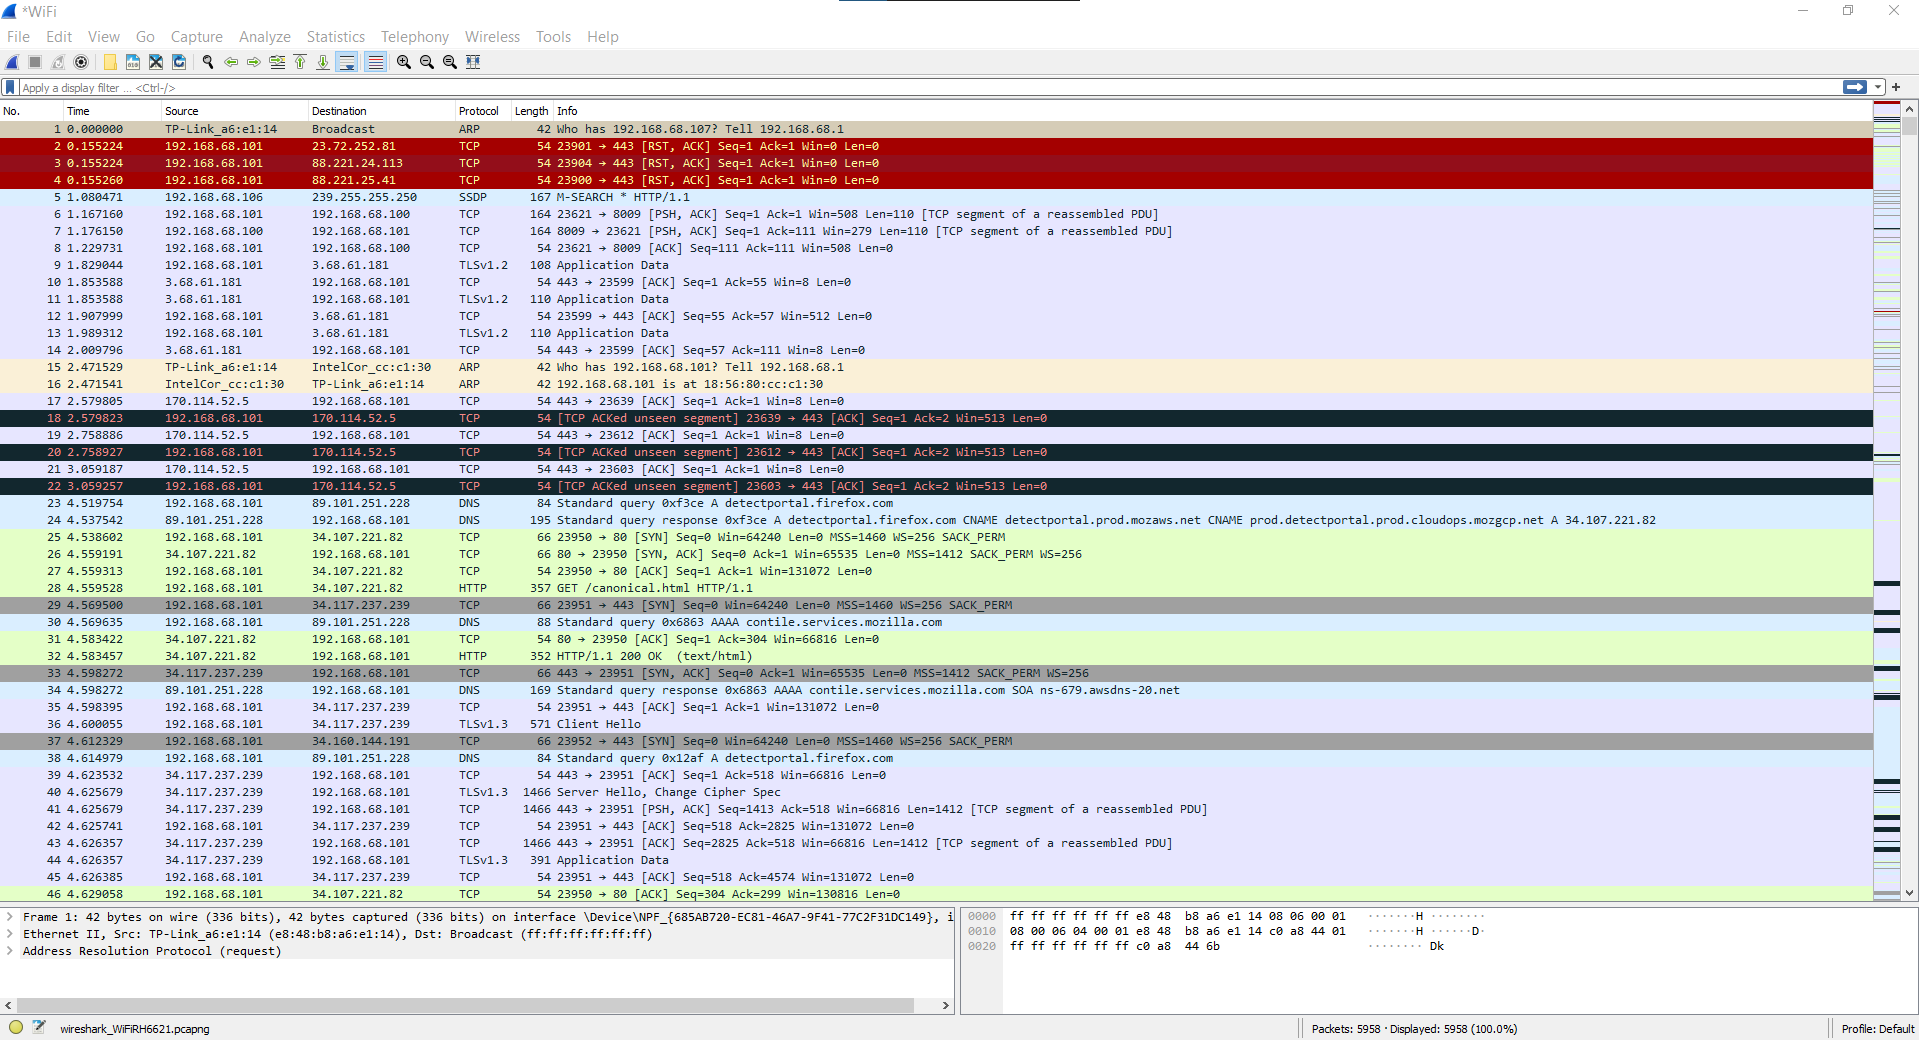 *WiFi
File Edit View Go Capture Analyze Statistics Telephony Wireless Tools Help
Apply a display filter ... <Ctrl-/>
No. Time Source Destination Protocol Length Info
1 0.000000 TP-Link_a6:e1:14 Broadcast ARP 42 Who has 192.168.68.107? Tell 192.168.68.1
2 0.155224 192.168.68.101 23.72.252.81 TCP 54 23901 → 443 [RST, ACK] Seq=1 Ack=1 Win=0 Len=0
3 0.155224 192.168.68.101 88.221.24.113 TCP 54 23904 → 443 [RST, ACK] Seq=1 Ack=1 Win=0 Len=0
4 0.155260 192.168.68.101 88.221.25.41 TCP 54 23900 → 443 [RST, ACK] Seq=1 Ack=1 Win=0 Len=0
5 1.080471 192.168.68.106 239.255.255.250 SSDP 167 M-SEARCH * HTTP/1.1
6 1.167160 192.168.68.101 192.168.68.100 TCP 164 23621 → 8009 [PSH, ACK] Seq=1 Ack=1 Win=508 Len=110 [TCP segment of a reassembled PDU]
7 1.176150 192.168.68.100 192.168.68.101 TCP 164 8009 → 23621 [PSH, ACK] Seq=1 Ack=111 Win=279 Len=110 [TCP segment of a reassembled PDU]
8 1.229731 192.168.68.101 192.168.68.100 TCP 54 23621 → 8009 [ACK] Seq=111 Ack=111 Win=508 Len=0
9 1.829044 192.168.68.101 3.68.61.181 TLSv1.2 108 Application Data
10 1.853588 3.68.61.181 192.168.68.101 TCP 54 443 → 23599 [ACK] Seq=1 Ack=55 Win=8 Len=0
11 1.853588 3.68.61.181 192.168.68.101 TLSv1.2 110 Application Data
12 1.907999 192.168.68.101 3.68.61.181 TCP 54 23599 → 443 [ACK] Seq=55 Ack=57 Win=512 Len=0
13 1.989312 192.168.68.101 3.68.61.181 TLSv1.2 110 Application Data
14 2.009796 3.68.61.181 192.168.68.101 TCP 54 443 → 23599 [ACK] Seq=57 Ack=111 Win=8 Len=0
15 2.471529 TP-Link_a6:e1:14 IntelCor_cc:c1:30 ARP 42 Who has 192.168.68.101? Tell 192.168.68.1
16 2.471541 IntelCor_cc:c1:30 TP-Link_a6:e1:14 ARP 42 192.168.68.101 is at 18:56:80:cc:c1:30
17 2.579805 170.114.52.5 192.168.68.101 TCP 54 443 → 23639 [ACK] Seq=1 Ack=1 Win=8 Len=0
18 2.579823 192.168.68.101 170.114.52.5 TCP 54 [TCP ACKed unseen segment] 23639 → 443 [ACK] Seq=1 Ack=2 Win=513 Len=0
19 2.758886 170.114.52.5 192.168.68.101 TCP 54 443 → 23612 [ACK] Seq=1 Ack=1 Win=8 Len=0
20 2.758927 192.168.68.101 170.114.52.5 TCP 54 [TCP ACKed unseen segment] 23612 → 443 [ACK] Seq=1 Ack=2 Win=513 Len=0
21 3.059187 170.114.52.5 192.168.68.101 TCP 54 443 → 23603 [ACK] Seq=1 Ack=1 Win=8 Len=0
22 3.059257 192.168.68.101 170.114.52.5 TCP 54 [TCP ACKed unseen segment] 23603 → 443 [ACK] Seq=1 Ack=2 Win=513 Len=0
23 4.519754 192.168.68.101 89.101.251.228 DNS 84 Standard query 0xf3ce A detectportal.firefox.com
24 4.537542 89.101.251.228 192.168.68.101 DNS 195 Standard query response 0xf3ce A detectportal.firefox.com CNAME detectportal.prod.mozaws.net CNAME prod.detectportal.prod.cloudops.mozgcp.net A 34.107.221.82
25 4.538602 192.168.68.101 34.107.221.82 TCP 66 23950 → 80 [SYN] Seq=0 Win=64240 Len=0 MSS=1460 WS=256 SACK_PERM
26 4.559191 34.107.221.82 192.168.68.101 TCP 66 80 → 23950 [SYN, ACK] Seq=0 Ack=1 Win=65535 Len=0 MSS=1412 SACK_PERM WS=256
27 4.559313 192.168.68.101 34.107.221.82 TCP 54 23950 → 80 [ACK] Seq=1 Ack=1 Win=131072 Len=0
28 4.559528 192.168.68.101 34.107.221.82 HTTP 357 GET /canonical.html HTTP/1.1
29 4.569500 192.168.68.101 34.117.237.239 TCP 66 23951 → 443 [SYN] Seq=0 Win=64240 Len=0 MSS=1460 WS=256 SACK_PERM
30 4.569635 192.168.68.101 89.101.251.228 DNS 88 Standard query 0x6863 AAAA contile.services.mozilla.com
31 4.583422 34.107.221.82 192.168.68.101 TCP 54 80 → 23950 [ACK] Seq=1 Ack=304 Win=66816 Len=0
32 4.583457 34.107.221.82 192.168.68.101 HTTP 352 HTTP/1.1 200 OK (text/html)
33 4.598272 34.117.237.239 192.168.68.101 TCP 66 443 → 23951 [SYN, ACK] Seq=0 Ack=1 Win=65535 Len=0 MSS=1412 SACK_PERM WS=256
34 4.598272 89.101.251.228 192.168.68.101 DNS 169 Standard query response 0x6863 AAAA contile.services.mozilla.com SOA ns-679.awsdns-20.net
35 4.598395 192.168.68.101 34.117.237.239 TCP 54 23951 → 443 [ACK] Seq=1 Ack=1 Win=131072 Len=0
36 4.600055 192.168.68.101 34.117.237.239 TLSv1.3 571 Client Hello
37 4.612329 192.168.68.101 34.160.144.191 TCP 66 23952 → 443 [SYN] Seq=0 Win=64240 Len=0 MSS=1460 WS=256 SACK_PERM
38 4.614979 192.168.68.101 89.101.251.228 DNS 84 Standard query 0x12af A detectportal.firefox.com
39 4.623532 34.117.237.239 192.168.68.101 TCP 54 443 → 23951 [ACK] Seq=1 Ack=518 Win=66816 Len=0
40 4.625679 34.117.237.239 192.168.68.101 TLSv1.3 1466 Server Hello, Change Cipher Spec
41 4.625679 34.117.237.239 192.168.68.101 TCP 1466 443 → 23951 [PSH, ACK] Seq=1413 Ack=518 Win=66816 Len=1412 [TCP segment of a reassembled PDU]
42 4.625741 192.168.68.101 34.117.237.239 TCP 54 23951 → 443 [ACK] Seq=518 Ack=2825 Win=131072 Len=0
43 4.626357 34.117.237.239 192.168.68.101 TCP 1466 443 → 23951 [ACK] Seq=2825 Ack=518 Win=66816 Len=1412 [TCP segment of a reassembled PDU]
44 4.626357 34.117.237.239 192.168.68.101 TLSv1.3 391 Application Data
45 4.626385 192.168.68.101 34.117.237.239 TCP 54 23951 → 443 [ACK] Seq=518 Ack=4574 Win=131072 Len=0
46 4.629058 192.168.68.101 34.107.221.82 TCP 54 23950 → 80 [ACK] Seq=304 Ack=299 Win=130816 Len=0
Frame 1: 42 bytes on wire (336 bits), 42 bytes captured (336 bits) on interface \Device\NPF_{685AB720-EC81-46A7-9F41-77C2F31DC149}, i
Ethernet II, Src: TP-Link_a6:e1:14 (e8:48:b8:a6:e1:14), Dst: Broadcast (ff:ff:ff:ff:ff:ff)
Address Resolution Protocol (request)
0000 ff ff ff ff ff ff e8 48 b8 a6 e1 14 08 06 00 01 ·······H ········
0010 08 00 06 04 00 01 e8 48 b8 a6 e1 14 c0 a8 44 01 ·······H ······D·
0020 ff ff ff ff ff ff c0 a8 44 6b ········ Dk
wireshark_WiFiRH6621.pcapng
Packets: 5958 · Displayed: 5958 (100.0%)
Profile: Default